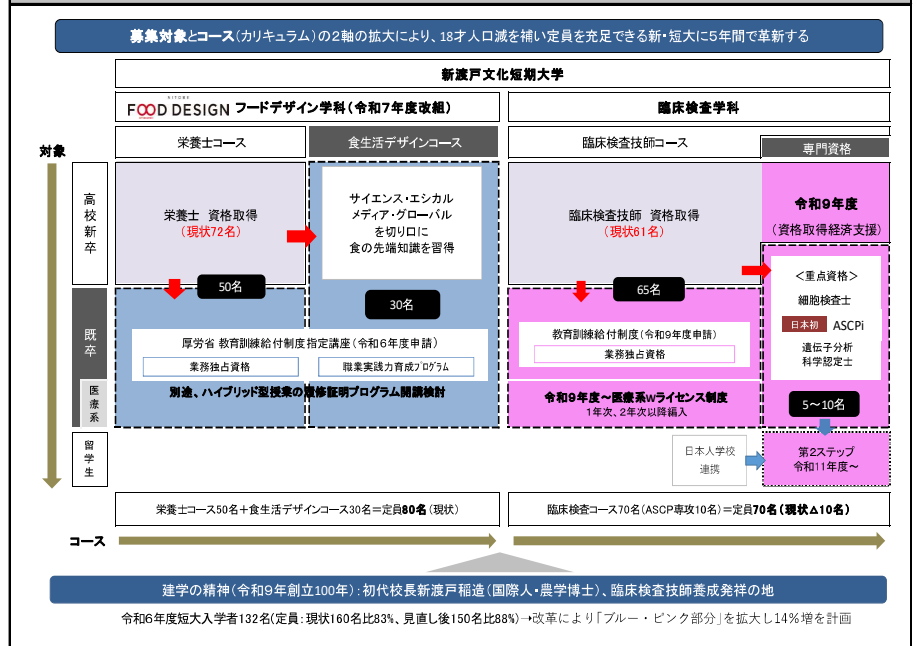 募集対象とコース(カリキュラム)の2軸の拡大により、18才人口減を補い定員を充足できる新・短大に5年間で革新する
新渡戸文化短期大学
NITOBE
FOOD DESIGN フードデザイン学科(令和7年度改組)
臨床検査学科
対象
栄養士コース
食生活デザインコース
臨床検査技師コース
専門資格
高校新卒
栄養士 資格取得
(現状72名)
サイエンス・エシカル
メディア・グローバル
を切り口に
食の先端知識を習得
臨床検査技師 資格取得
(現状61名)
令和9年度
(資格取得経済支援)
50名
30名
65名
<重点資格>
細胞検査士
日本初 ASCPi
遺伝子分析
科学認定士
5~10名
既卒
厚労省 教育訓練給付制度指定講座(令和6年度申請)
業務独占資格
職業実践力育成プログラム
教育訓練給付制度(令和9年度申請)
業務独占資格
医療系
別途、ハイブリッド型授業の履修証明プログラム開講検討
令和9年度~医療系Wライセンス制度
1年次、2年次以降編入
留学生
日本人学校
連携
第2ステップ
令和11年度~
栄養士コース50名+食生活デザインコース30名=定員80名(現状)
臨床検査コース70名(ASCP専攻10名)=定員70名(現状△10名)
コース
建学の精神(令和9年創立100年):初代校長新渡戸稲造(国際人・農学博士)、臨床検査技師養成発祥の地
令和6年度短大入学者132名(定員:現状160名比83%、見直し後150名比88%)→改革により「ブルー・ピンク部分」を拡大し14%増を計画